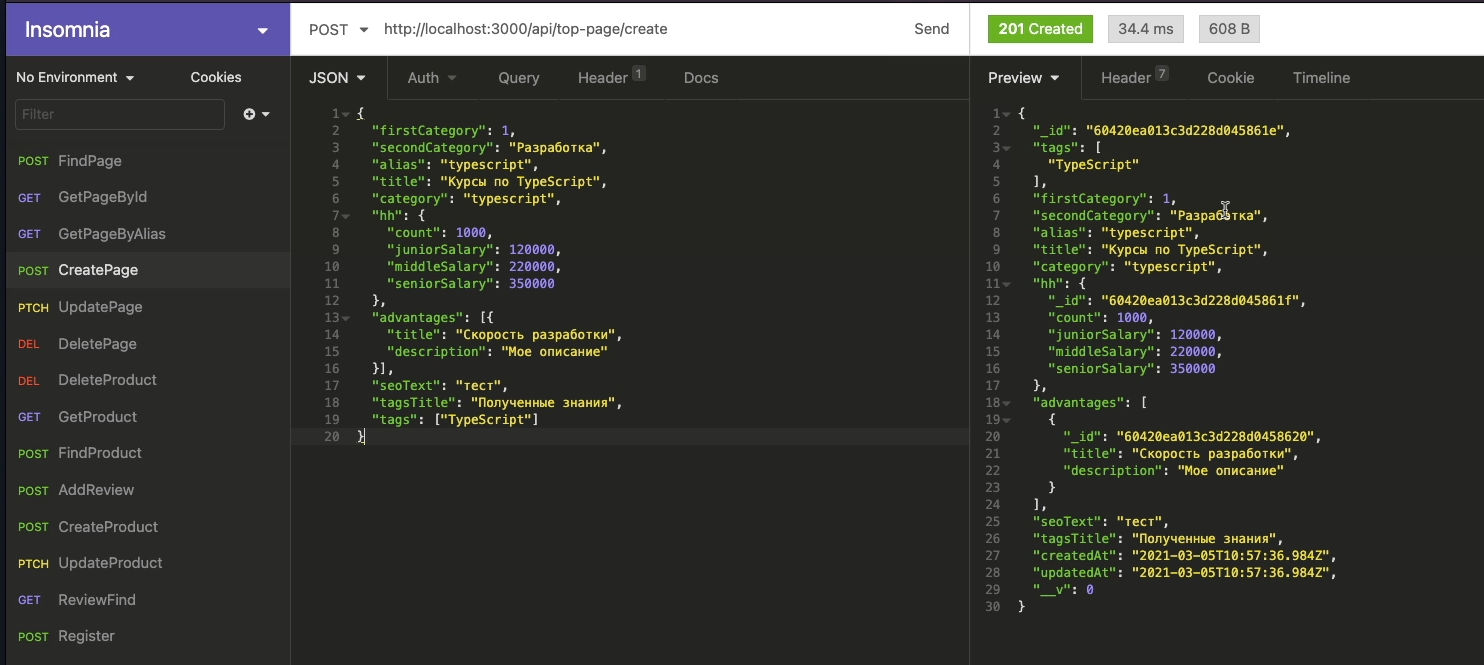 Insomnia
POST http://localhost:3000/api/top-page/create Send
201 Created 34.4 ms 608 B
No Environment Cookies
Filter
POST FindPage
GET GetPageById
GET GetPageByAlias
POST CreatePage
PTCH UpdatePage
DEL DeletePage
DEL DeleteProduct
GET GetProduct
POST FindProduct
POST AddReview
POST CreateProduct
PTCH UpdateProduct
GET ReviewFind
POST Register
JSON Auth Query Header 1 Docs
1 {
2 "firstCategory": 1,
3 "secondCategory": "Разработка",
4 "alias": "typescript",
5 "title": "Курсы по TypeScript",
6 "category": "typescript",
7 "hh": {
8 "count": 1000,
9 "juniorSalary": 120000,
10 "middleSalary": 220000,
11 "seniorSalary": 350000
12 },
13 "advantages": [{
14 "title": "Скорость разработки",
15 "description": "Мое описание"
16 }],
17 "seoText": "тест",
18 "tagsTitle": "Полученные знания",
19 "tags": ["TypeScript"]
20 }
Preview Header 7 Cookie Timeline
1 {
2 "_id": "60420ea013c3d228d045861e",
3 "tags": [
4 "TypeScript"
5 ],
6 "firstCategory": 1,
7 "secondCategory": "Разработка",
8 "alias": "typescript",
9 "title": "Курсы по TypeScript",
10 "category": "typescript",
11 "hh": {
12 "_id": "60420ea013c3d228d045861f",
13 "count": 1000,
14 "juniorSalary": 120000,
15 "middleSalary": 220000,
16 "seniorSalary": 350000
17 },
18 "advantages": [
19 {
20 "_id": "60420ea013c3d228d0458620",
21 "title": "Скорость разработки",
22 "description": "Мое описание"
23 }
24 ],
25 "seoText": "тест",
26 "tagsTitle": "Полученные знания",
27 "createdAt": "2021-03-05T10:57:36.984Z",
28 "updatedAt": "2021-03-05T10:57:36.984Z",
29 "__v": 0
30 }